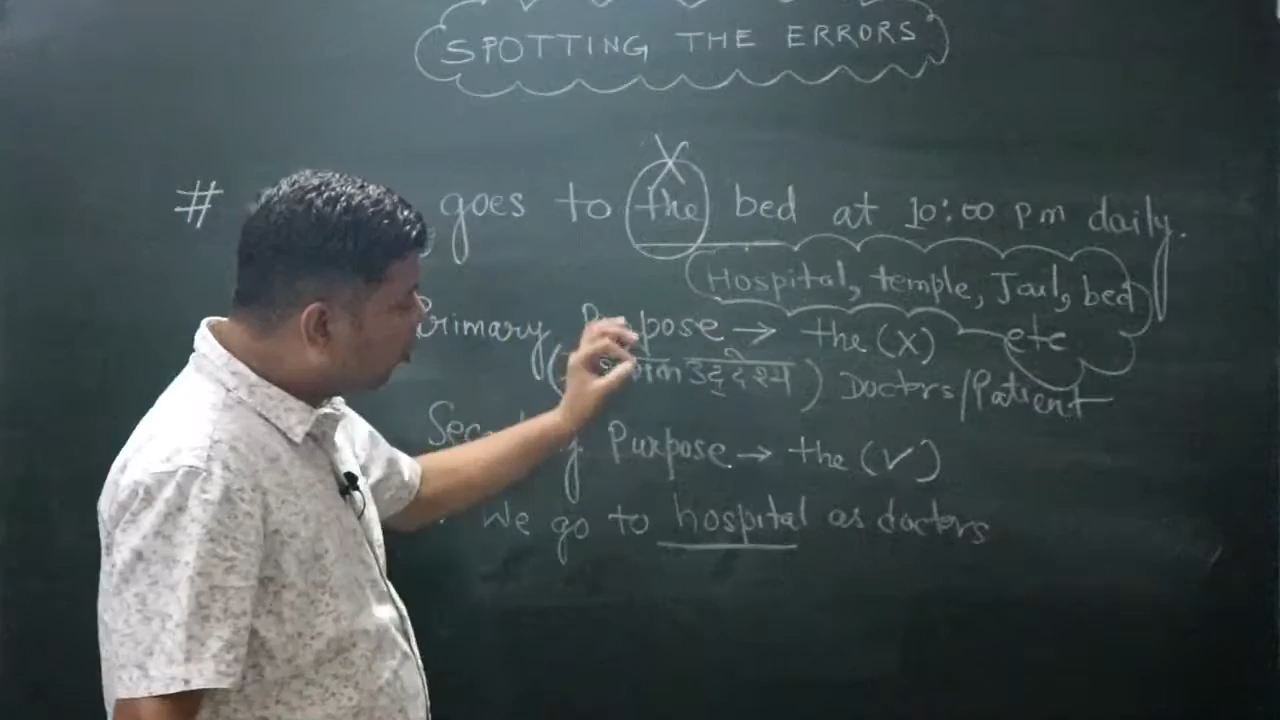 SPOTTING THE ERRORS
# goes to the bed at 10:00 pm daily.
Hospital, temple, Jail, bed
Primary Purpose → the (X) etc
उद्देश्य ) Doctors/Patient
Purpose → the (✓)
We go to hospital as doctors